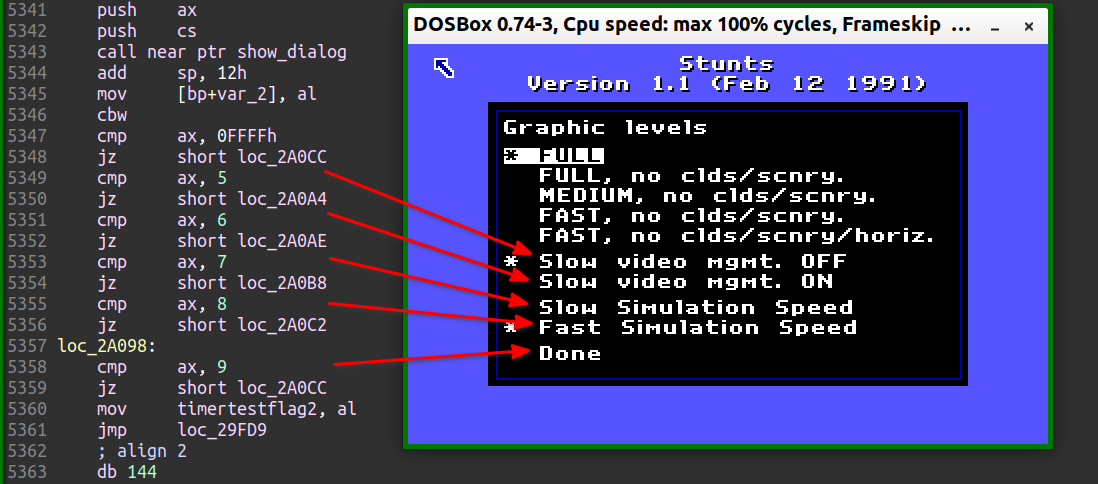 5341 push ax
5342 push cs
5343 call near ptr show_dialog
5344 add sp, 12h
5345 mov [bp+var_2], al
5346 cbw
5347 cmp ax, 0FFFFh
5348 jz short loc_2A0CC
5349 cmp ax, 5
5350 jz short loc_2A0A4
5351 cmp ax, 6
5352 jz short loc_2A0AE
5353 cmp ax, 7
5354 jz short loc_2A0B8
5355 cmp ax, 8
5356 jz short loc_2A0C2
5357 loc_2A098:
5358 cmp ax, 9
5359 jz short loc_2A0CC
5360 mov timertestflag2, al
5361 jmp loc_29FD9
5362 ; align 2
5363 db 144
DOSBox 0.74-3, Cpu speed: max 100% cycles, Frameskip ... – ×
Stunts
Version 1.1 (Feb 12 1991)
Graphic levels
* FULL
FULL, no clds/scnry.
MEDIUM, no clds/scnry.
FAST, no clds/scnry.
FAST, no clds/scnry/horiz.
* Slow video mgmt. OFF
Slow video mgmt. ON
Slow Simulation Speed
* Fast Simulation Speed
Done